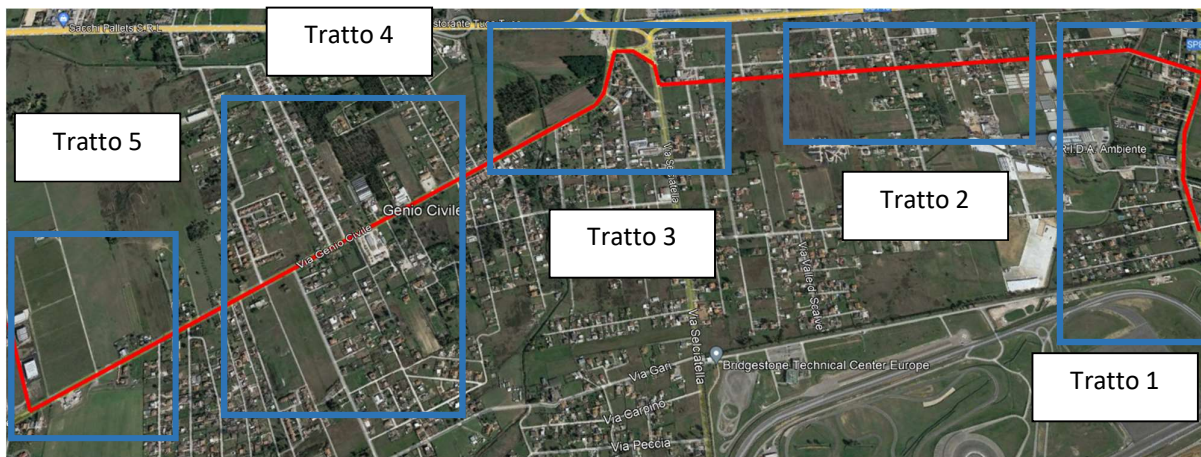 Sacchi Pallets S.R.L.
Tratto 4
Tratto 5
Genio Civile
Via Genio Civile
Via Selciatella
Tratto 3
Tratto 2
R.I.D.A. Ambiente
Via Valle di Scalve
Via Selciatella
Bridgestone Technical Center Europe
Via Gari
Via Carpino
Via Peccia
Tratto 1